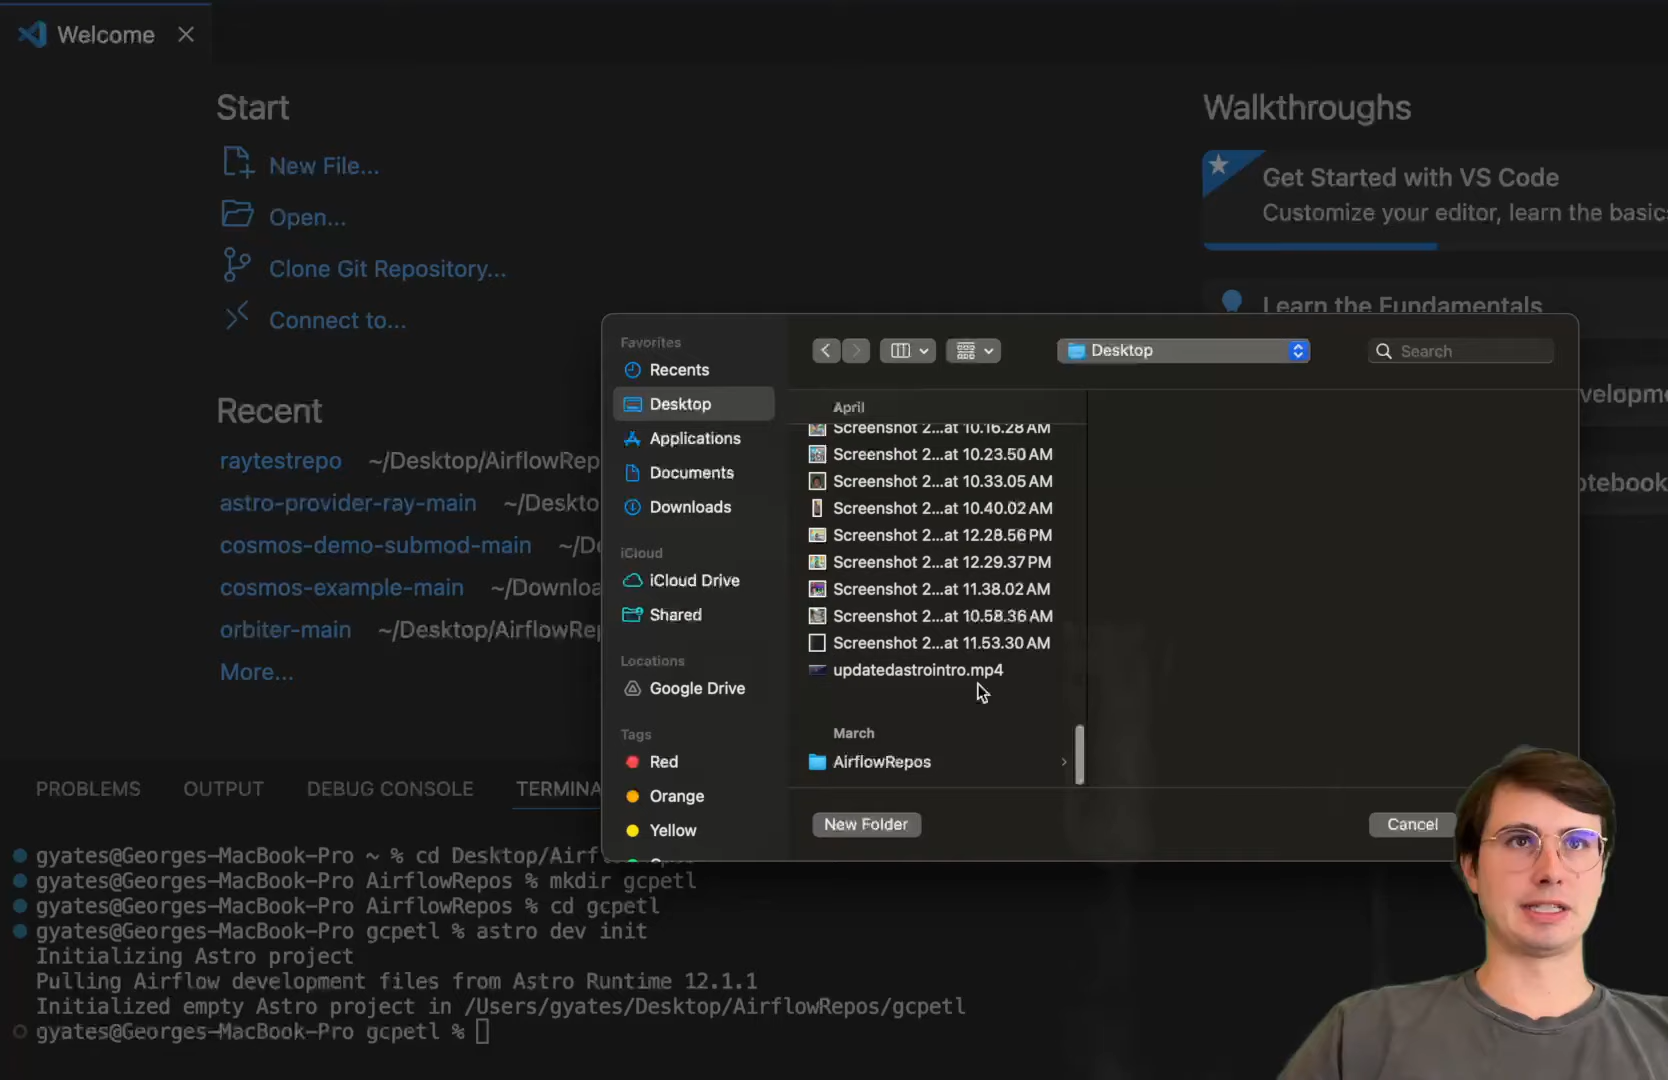 Welcome
Start
New File...
Open...
Clone Git Repository...
Connect to...
Recent
raytestrepo ~/Desktop/AirflowRep
astro-provider-ray-main ~/Deskto
cosmos-demo-submod-main ~/De
cosmos-example-main ~/Downloa
orbiter-main ~/Desktop/AirflowRe
More...
Walkthroughs
Get Started with VS Code
Customize your editor, learn the basic
Learn the Fundamentals
velopm
otebook
Favorites
Recents
Desktop
Applications
Documents
Downloads
iCloud
iCloud Drive
Shared
Locations
Google Drive
Tags
Red
Orange
Yellow
Desktop
Search
April
Screenshot 2...at 10.16.28 AM
Screenshot 2...at 10.23.50 AM
Screenshot 2...at 10.33.05 AM
Screenshot 2...at 10.40.02 AM
Screenshot 2...at 12.28.56 PM
Screenshot 2...at 12.29.37 PM
Screenshot 2...at 11.38.02 AM
Screenshot 2...at 10.58.36 AM
Screenshot 2...at 11.53.30 AM
updatedastrointro.mp4
March
AirflowRepos
New Folder
Cancel
PROBLEMS OUTPUT DEBUG CONSOLE TERMINA
gyates@Georges-MacBook-Pro ~ % cd Desktop/Airf
gyates@Georges-MacBook-Pro AirflowRepos % mkdir gcpetl
gyates@Georges-MacBook-Pro AirflowRepos % cd gcpetl
gyates@Georges-MacBook-Pro gcpetl % astro dev init
Initializing Astro project
Pulling Airflow development files from Astro Runtime 12.1.1
Initialized empty Astro project in /Users/gyates/Desktop/AirflowRepos/gcpetl
gyates@Georges-MacBook-Pro gcpetl %